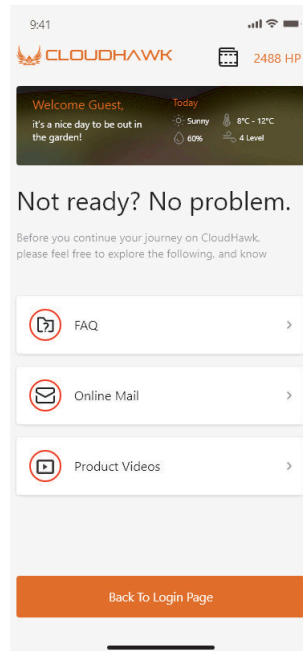 9:41
CLOUDHAWK
2488 HP
Welcome Guest,
it's a nice day to be out in
the garden!
Today
Sunny
8°C - 12°C
60%
4 Level
Not ready? No problem.
Before you continue your journey on CloudHawk,
please feel free to explore the following, and know
FAQ
Online Mail
Product Videos
Back To Login Page